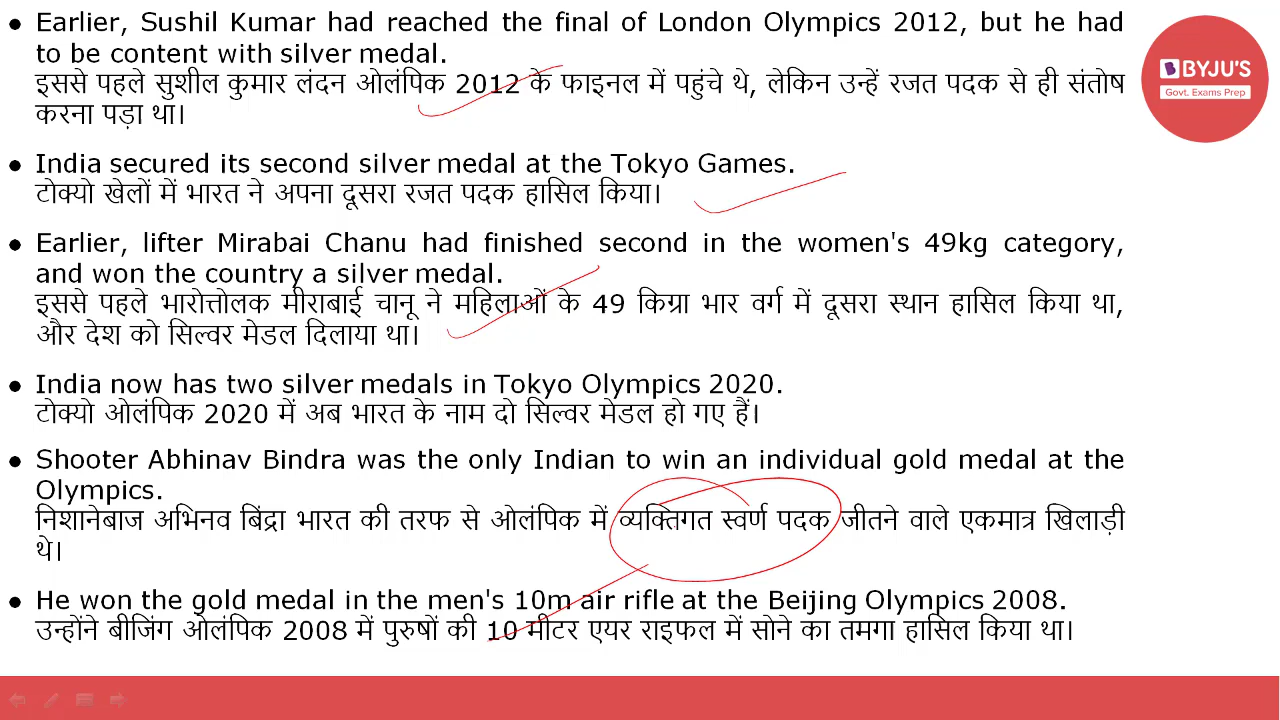 • Earlier, Sushil Kumar had reached the final of London Olympics 2012, but he had
to be content with silver medal.
इससे पहले सुशील कुमार लंदन ओलंपिक 2012 के फाइनल में पहुंचे थे, लेकिन उन्हें रजत पदक से ही संतोष
करना पड़ा था।
• India secured its second silver medal at the Tokyo Games.
टोक्यो खेलों में भारत ने अपना दूसरा रजत पदक हासिल किया।
• Earlier, lifter Mirabai Chanu had finished second in the women's 49kg category,
and won the country a silver medal.
इससे पहले भारोत्तोलक मीराबाई चानू ने महिलाओं के 49 किग्रा भार वर्ग में दूसरा स्थान हासिल किया था,
और देश को सिल्वर मेडल दिलाया था।
• India now has two silver medals in Tokyo Olympics 2020.
टोक्यो ओलंपिक 2020 में अब भारत के नाम दो सिल्वर मेडल हो गए हैं।
• Shooter Abhinav Bindra was the only Indian to win an individual gold medal at the
Olympics.
निशानेबाज अभिनव बिंद्रा भारत की तरफ से ओलंपिक में व्यक्तिगत स्वर्ण पदक जीतने वाले एकमात्र खिलाड़ी
थे।
• He won the gold medal in the men's 10m air rifle at the Beijing Olympics 2008.
उन्होंने बीजिंग ओलंपिक 2008 में पुरुषों की 10 मीटर एयर राइफल में सोने का तमगा हासिल किया था।
BYJU'S
Govt. Exams Prep